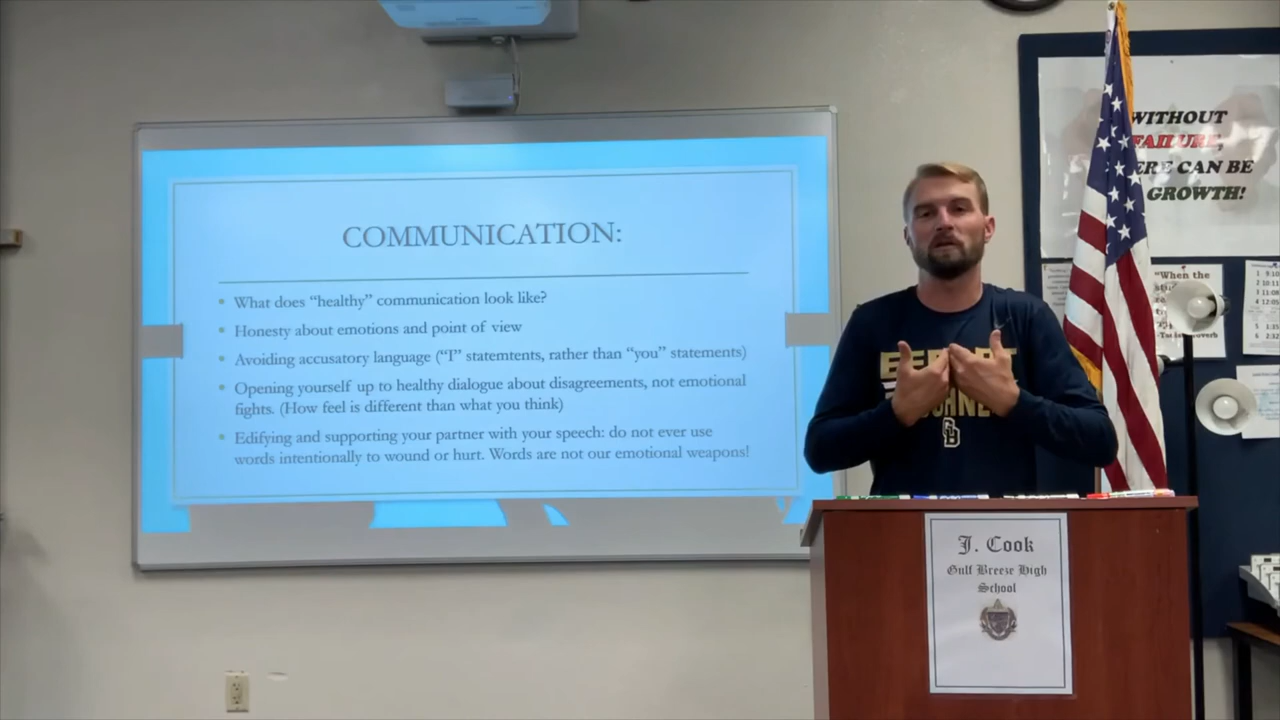 COMMUNICATION:
What does “healthy” communication look like?
Honesty about emotions and point of view
Avoiding accusatory language (“I” statemtents, rather than “you” statements)
Opening yourself up to healthy dialogue about disagreements, not emotional
fights. (How feel is different than what you think)
Edifying and supporting your partner with your speech: do not ever use
words intentionally to wound or hurt. Words are not our emotional weapons!
WITHOUT
FAILURE,
ERE CAN BE
GROWTH!
"When the
GB
J. Cook
Gulf Breeze High
School